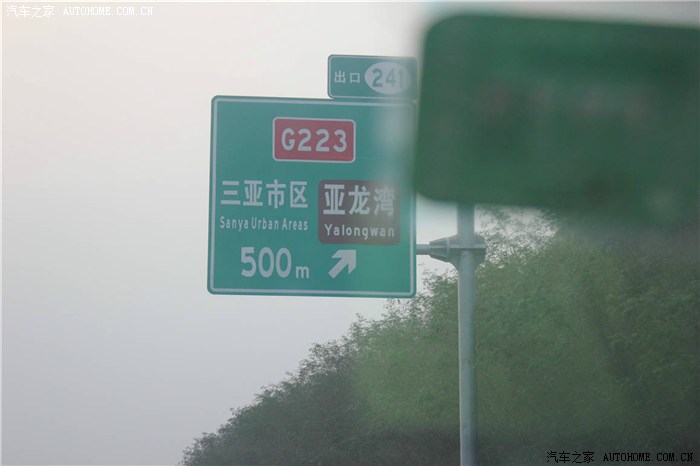 汽车之家 AUTOHOME.COM.CN
出口 241
G223
三亚市区 亚龙湾
Sanya Urban Areas Yalongwan
500m
汽车之家 AUTOHOME.COM.CN